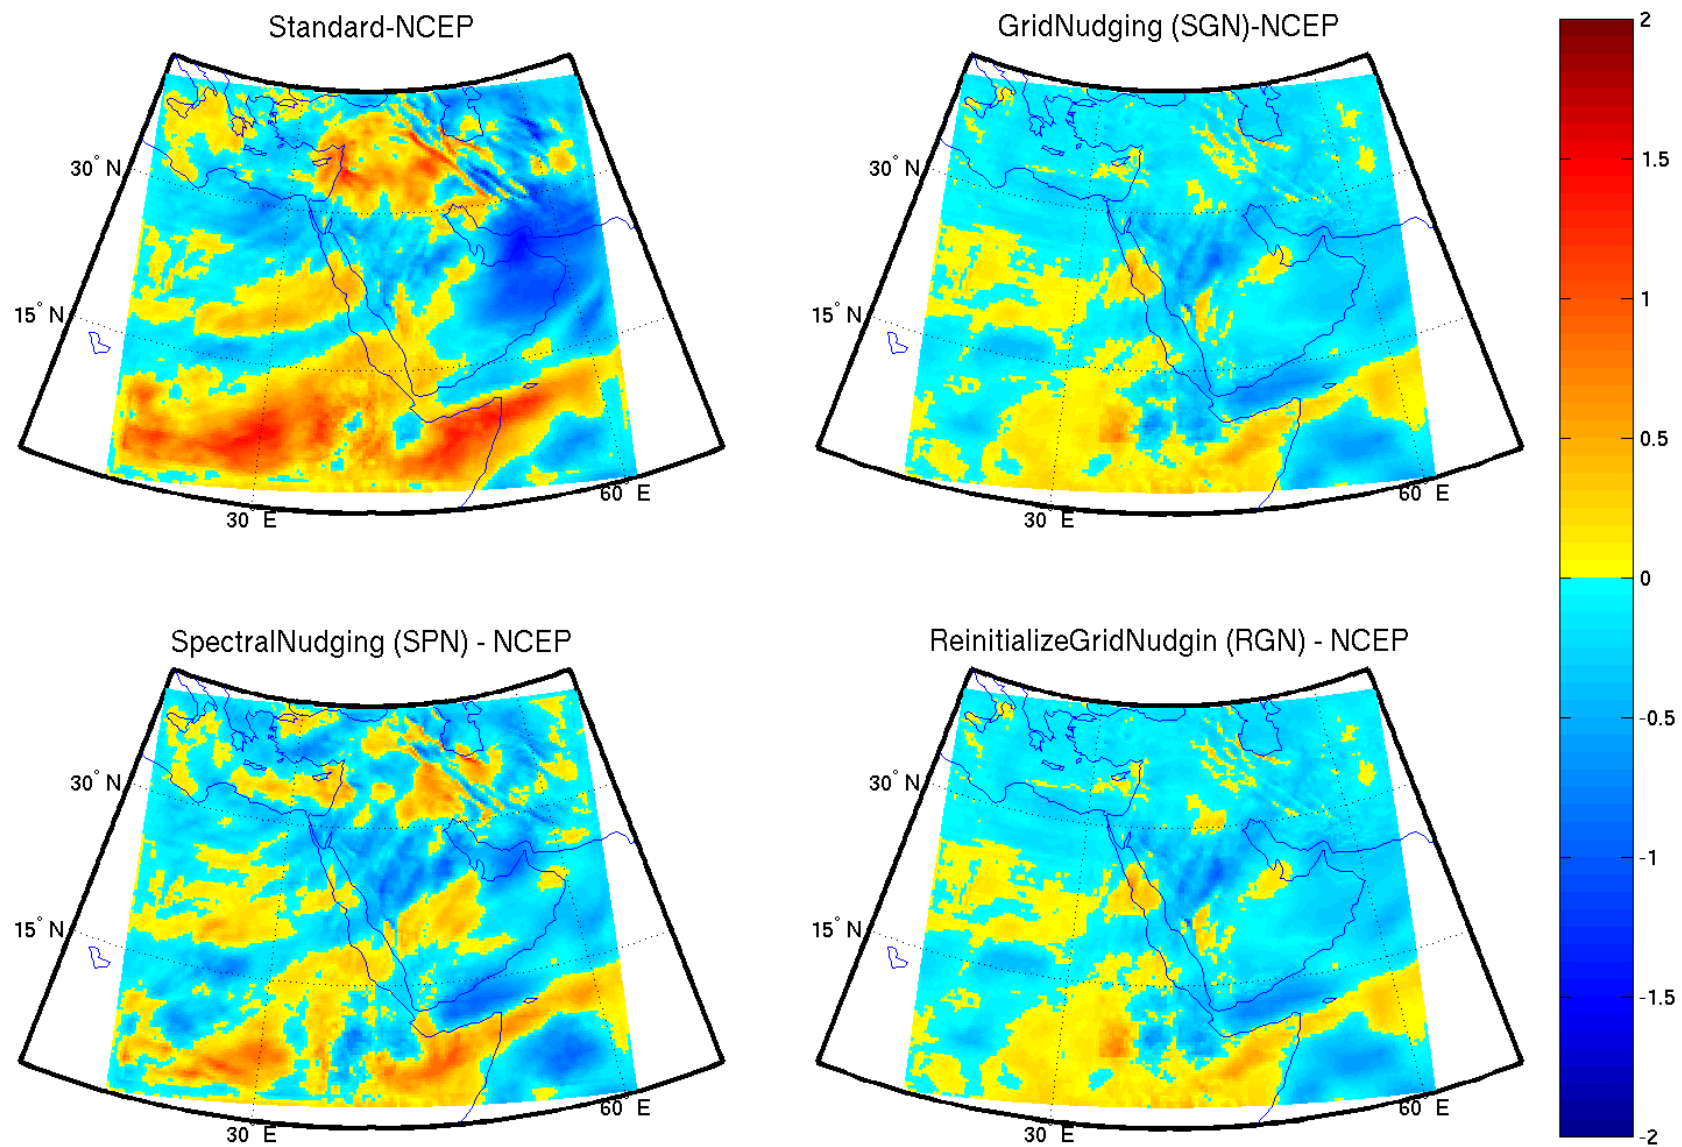 Standard-NCEP
GridNudging (SGN)-NCEP
30° N
15° N
30° E
60° E
30° N
15° N
30° E
60° E
2
1.5
1
0.5
0
-0.5
-1
-1.5
-2
SpectralNudging (SPN) - NCEP
ReinitializeGridNudgin (RGN) - NCEP
30° N
15° N
30° E
60° E
30° N
15° N
30° E
60° E